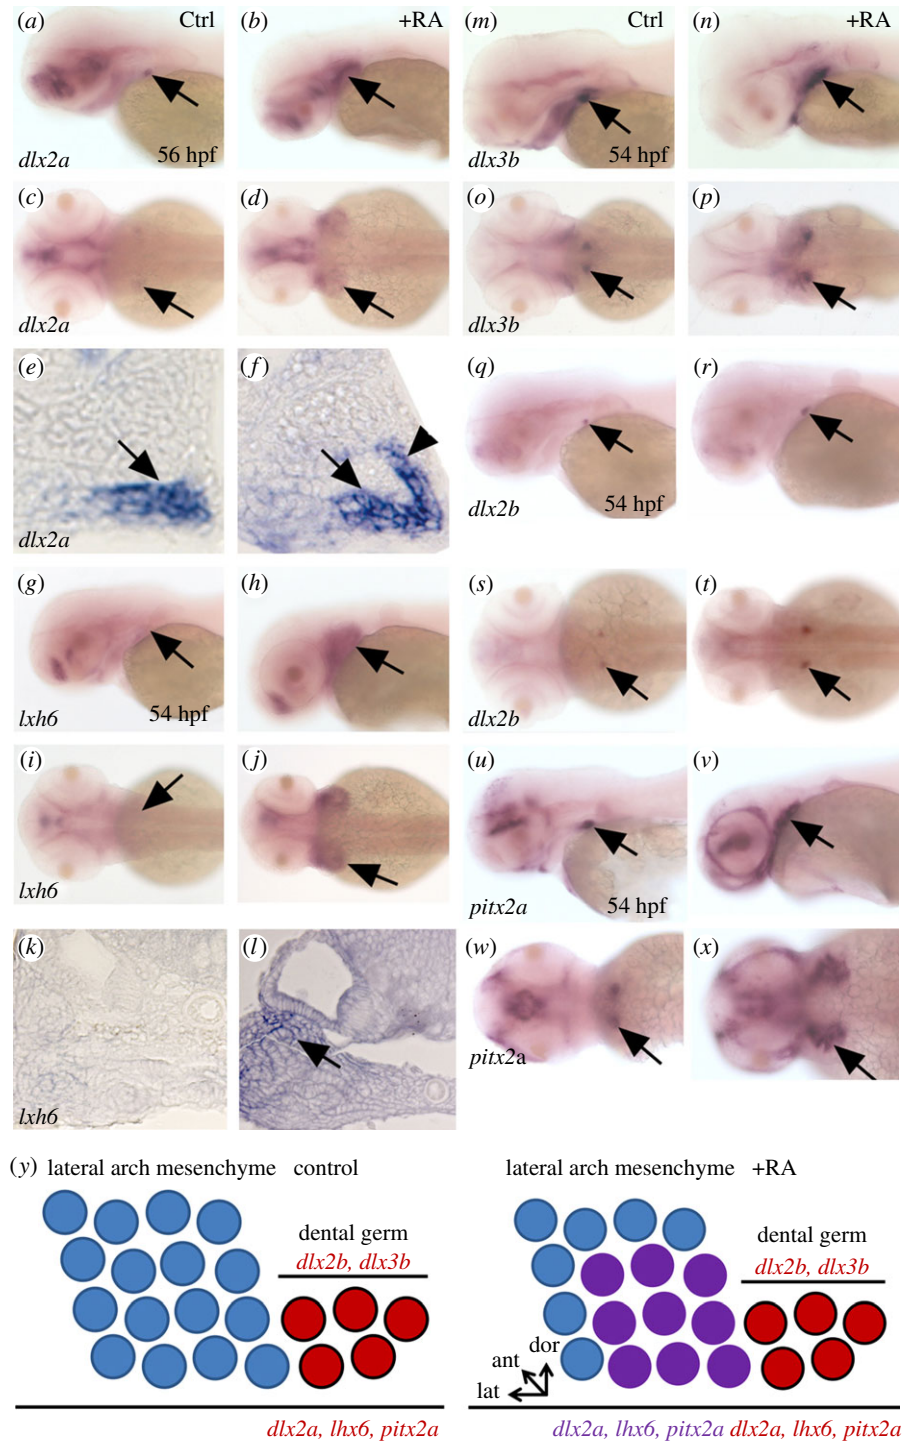 (a) Ctrl
dlx2a 56 hpf
(b) +RA
(m) Ctrl
dlx3b 54 hpf
(n) +RA
(c)
dlx2a
(d)
(o)
dlx3b
(p)
(e)
dlx2a
(f)
(q)
dlx2b 54 hpf
(r)
(g)
lxh6 54 hpf
(h)
(s)
dlx2b
(t)
(i)
lxh6
(j)
(u)
pitx2a 54 hpf
(v)
(k)
lxh6
(l)
(w)
pitx2a
(x)
(y) lateral arch mesenchyme control
dental germ
dlx2b, dlx3b
dlx2a, lhx6, pitx2a
lateral arch mesenchyme +RA
dental germ
dlx2b, dlx3b
dor
ant
lat
dlx2a, lhx6, pitx2a dlx2a, lhx6, pitx2a